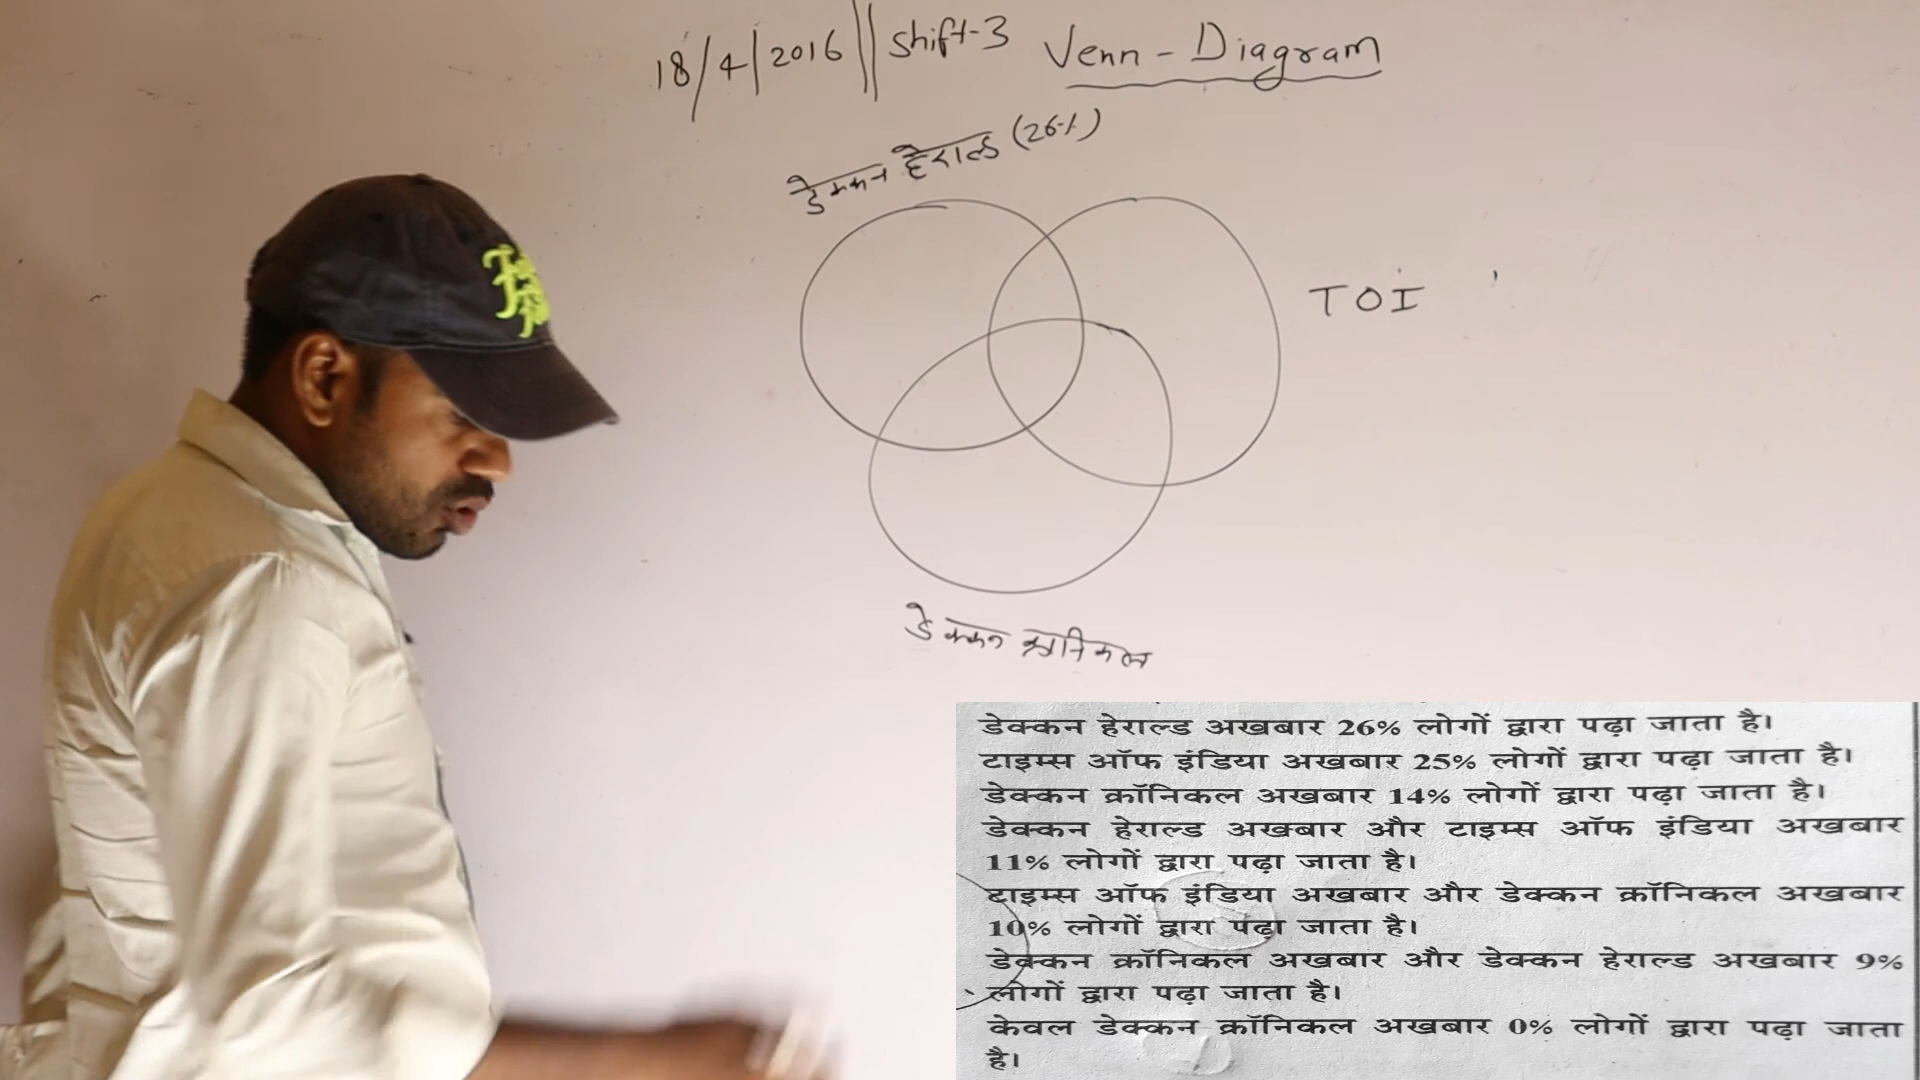 18/4/2016 || Shift-3 Venn - Diagram
डेक्कन हेराल्ड (26%)
TOI
डेक्कन क्रानिकल
डेक्कन हेराल्ड अखबार 26% लोगों द्वारा पढ़ा जाता है।
टाइम्स ऑफ इंडिया अखबार 25% लोगों द्वारा पढ़ा जाता है।
डेक्कन क्रॉनिकल अखबार 14% लोगों द्वारा पढ़ा जाता है।
डेक्कन हेराल्ड अखबार और टाइम्स ऑफ इंडिया अखबार
11% लोगों द्वारा पढ़ा जाता है।
टाइम्स ऑफ इंडिया अखबार और डेक्कन क्रॉनिकल अखबार
10% लोगों द्वारा पढ़ा जाता है।
डेक्कन क्रॉनिकल अखबार और डेक्कन हेराल्ड अखबार 9%
लोगों द्वारा पढ़ा जाता है।
केवल डेक्कन क्रॉनिकल अखबार 0% लोगों द्वारा पढ़ा जाता
है।